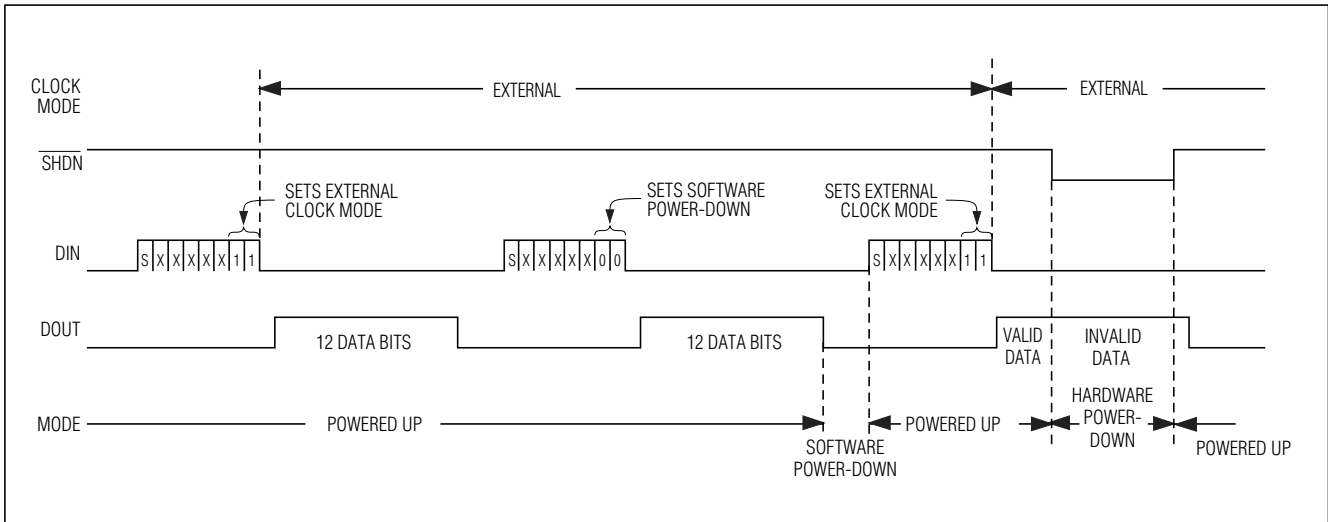 CLOCK
MODE
EXTERNAL
EXTERNAL
SHDN
SETS EXTERNAL
CLOCK MODE
SETS SOFTWARE
POWER-DOWN
SETS EXTERNAL
CLOCK MODE
DIN
S X X X X X 1 1
S X X X X X 0 0
S X X X X X 1 1
DOUT
12 DATA BITS
12 DATA BITS
VALID
DATA
INVALID
DATA
MODE
POWERED UP
SOFTWARE
POWER-DOWN
POWERED UP
HARDWARE
POWER-
DOWN
POWERED UP